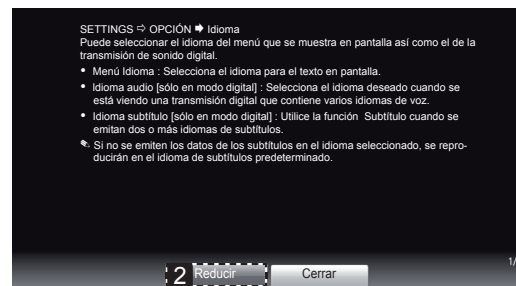 SETTINGS ➩ OPCIÓN ➡ Idioma
Puede seleccionar el idioma del menú que se muestra en pantalla así como el de la
transmisión de sonido digital.
• Menú Idioma : Selecciona el idioma para el texto en pantalla.
• Idioma audio [sólo en modo digital] : Selecciona el idioma deseado cuando se
está viendo una transmisión digital que contiene varios idiomas de voz.
• Idioma subtítulo [sólo en modo digital] : Utilice la función Subtítulo cuando se
emitan dos o más idiomas de subtítulos.
✎ Si no se emiten los datos de los subtítulos en el idioma seleccionado, se repro-
ducirán en el idioma de subtítulos predeterminado.
1/
2 Reducir Cerrar